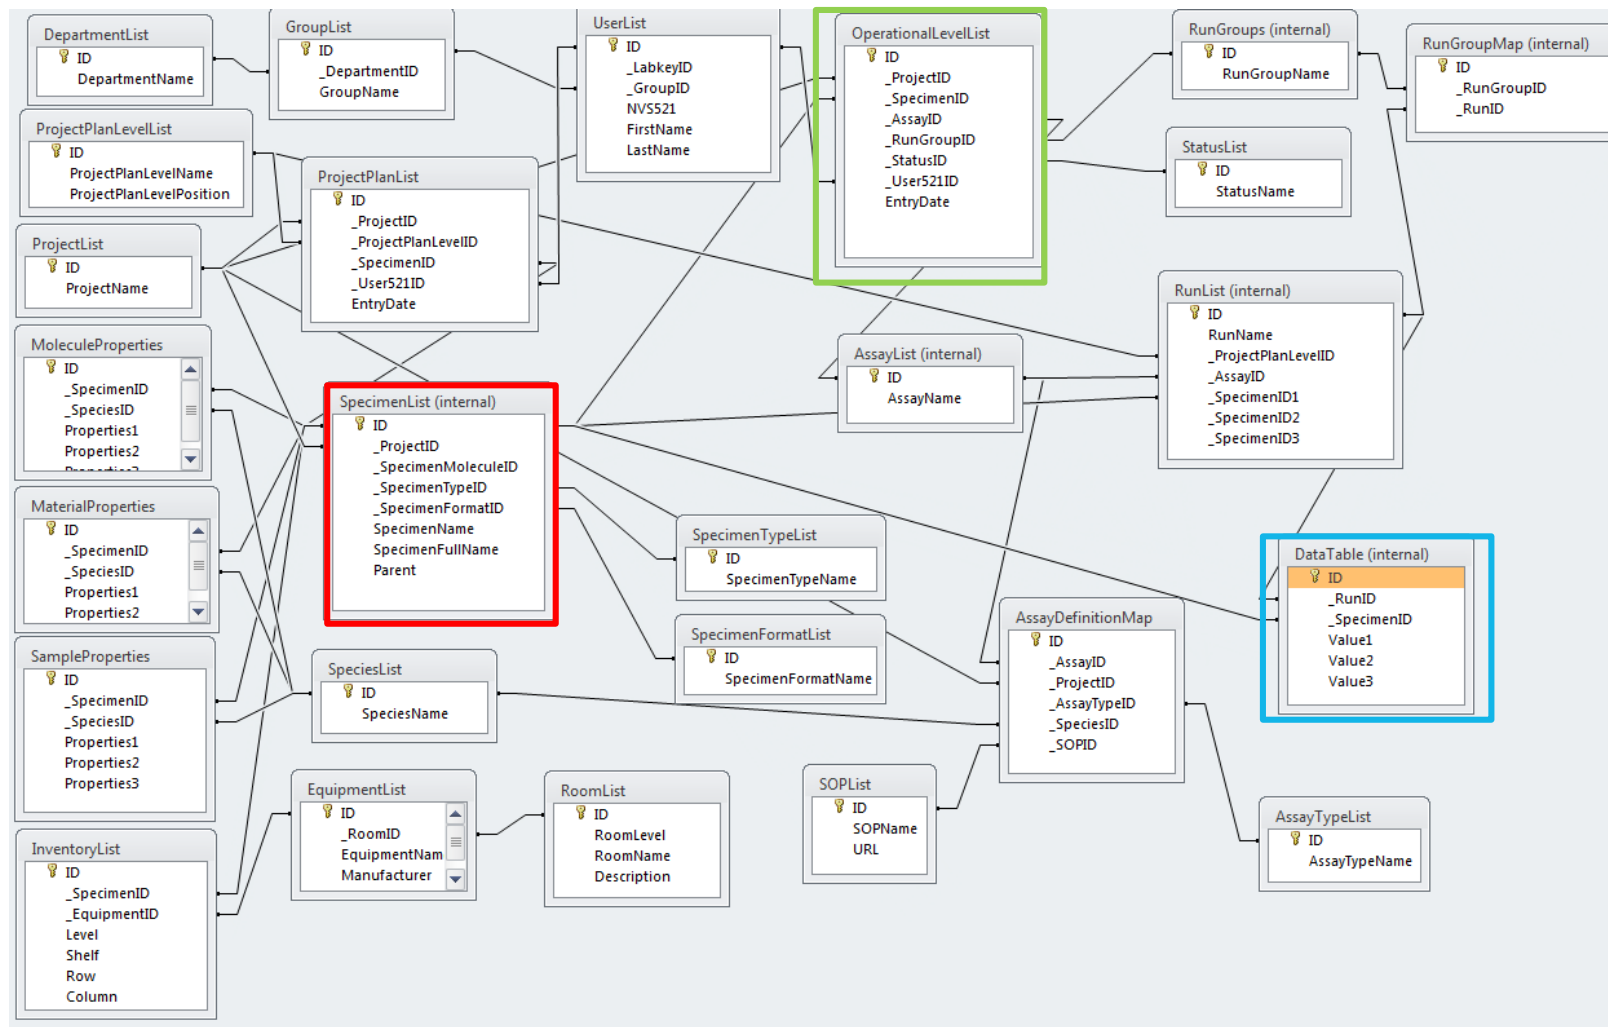 DepartmentList
ID
DepartmentName
GroupList
ID
_DepartmentID
GroupName
UserList
ID
_LabkeyID
_GroupID
NVS521
FirstName
LastName
OperationalLevelList
ID
_ProjectID
_SpecimenID
_AssayID
_RunGroupID
_StatusID
_User521ID
EntryDate
RunGroups (internal)
ID
RunGroupName
RunGroupMap (internal)
ID
_RunGroupID
_RunID
ProjectPlanLevelList
ID
ProjectPlanLevelName
ProjectPlanLevelPosition
ProjectPlanList
ID
_ProjectID
_ProjectPlanLevelID
_SpecimenID
_User521ID
EntryDate
StatusList
ID
StatusName
ProjectList
ID
ProjectName
RunList (internal)
ID
RunName
_ProjectPlanLevelID
_AssayID
_SpecimenID1
_SpecimenID2
_SpecimenID3
MoleculeProperties
ID
_SpecimenID
_SpeciesID
Properties1
Properties2
Properties3
AssayList (internal)
ID
AssayName
SpecimenList (internal)
ID
_ProjectID
_SpecimenMoleculeID
_SpecimenTypeID
_SpecimenFormatID
SpecimenName
SpecimenFullName
Parent
MaterialProperties
ID
_SpecimenID
_SpeciesID
Properties1
Properties2
SpecimenTypeList
ID
SpecimenTypeName
DataTable (internal)
ID
_RunID
_SpecimenID
Value1
Value2
Value3
SpecimenFormatList
ID
SpecimenFormatName
AssayDefinitionMap
ID
_AssayID
_ProjectID
_AssayTypeID
_SpeciesID
_SOPID
SampleProperties
ID
_SpecimenID
_SpeciesID
Properties1
Properties2
Properties3
SpeciesList
ID
SpeciesName
EquipmentList
ID
_RoomID
EquipmentNam
Manufacturer
RoomList
ID
RoomLevel
RoomName
Description
SOPList
ID
SOPName
URL
AssayTypeList
ID
AssayTypeName
InventoryList
ID
_SpecimenID
_EquipmentID
Level
Shelf
Row
Column